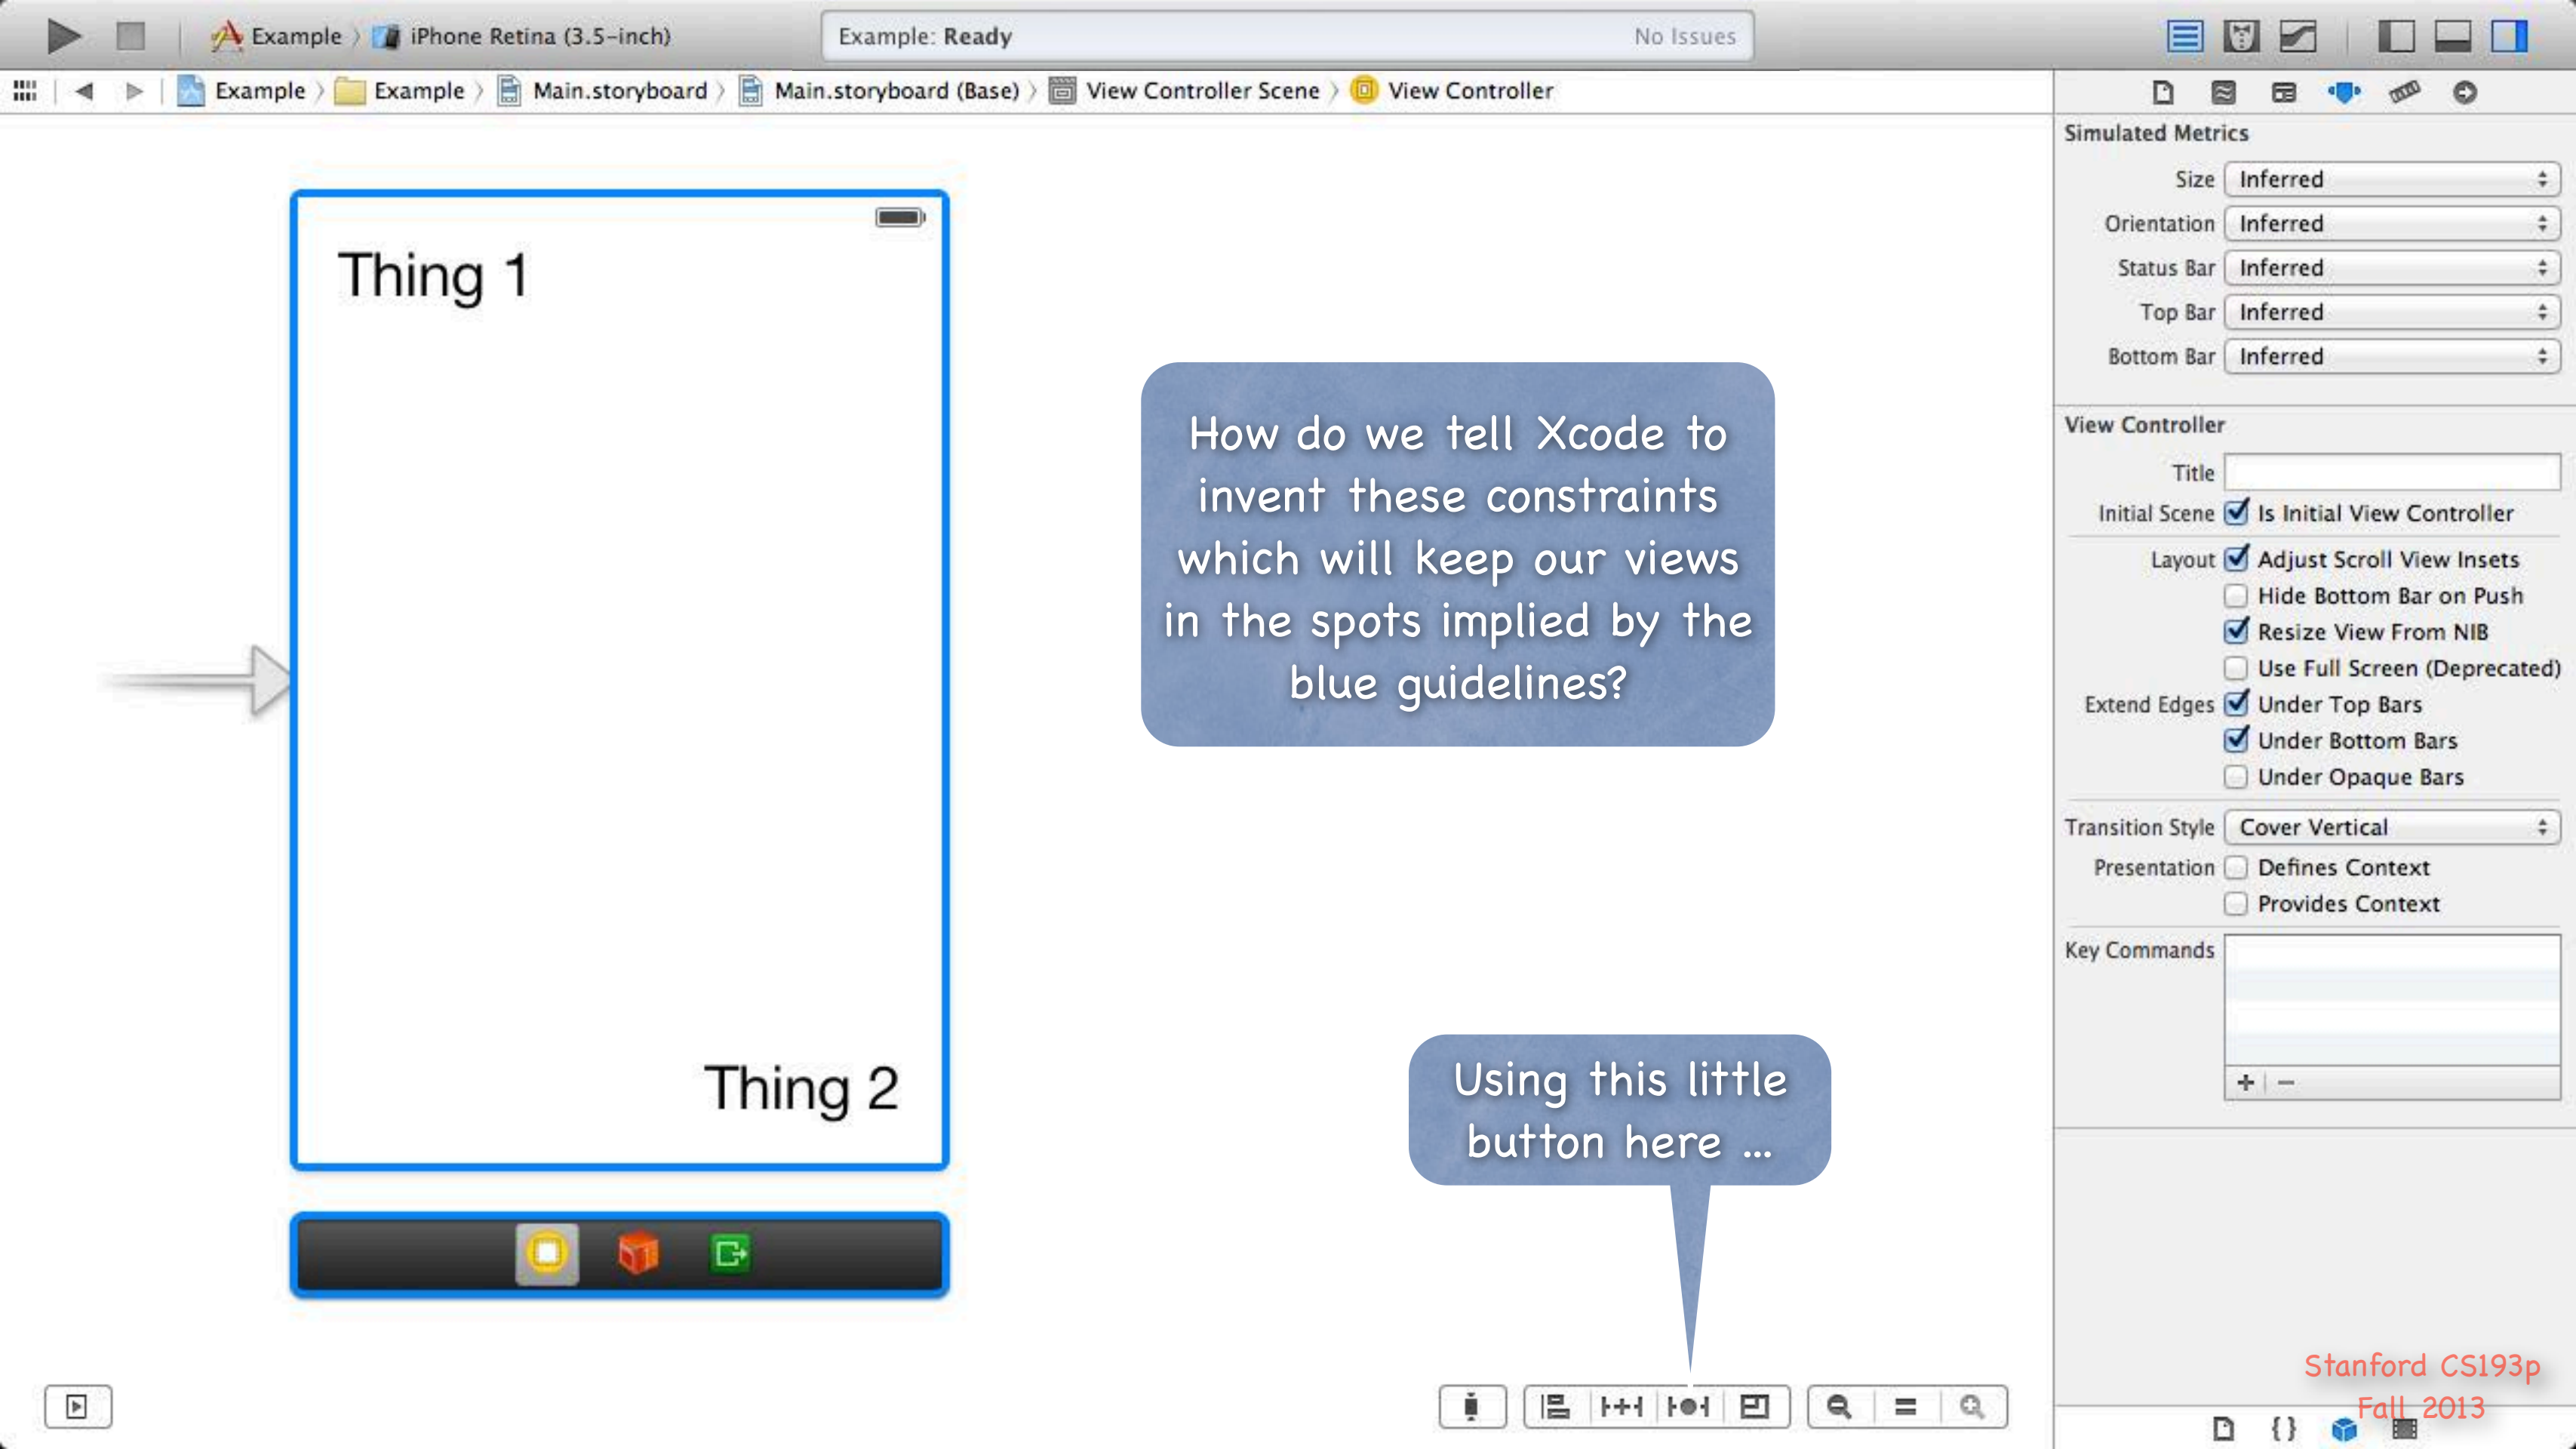 Example › iPhone Retina (3.5-inch)
Example: Ready
No Issues
Example › Example › Main.storyboard › Main.storyboard (Base) › View Controller Scene › View Controller
Thing 1
Thing 2
How do we tell Xcode to
invent these constraints
which will keep our views
in the spots implied by the
blue guidelines?
Using this little
button here ...
Simulated Metrics
Size Inferred
Orientation Inferred
Status Bar Inferred
Top Bar Inferred
Bottom Bar Inferred
View Controller
Title
Initial Scene Is Initial View Controller
Layout Adjust Scroll View Insets
Hide Bottom Bar on Push
Resize View From NIB
Use Full Screen (Deprecated)
Extend Edges Under Top Bars
Under Bottom Bars
Under Opaque Bars
Transition Style Cover Vertical
Presentation Defines Context
Provides Context
Key Commands
Stanford CS193p
Fall 2013